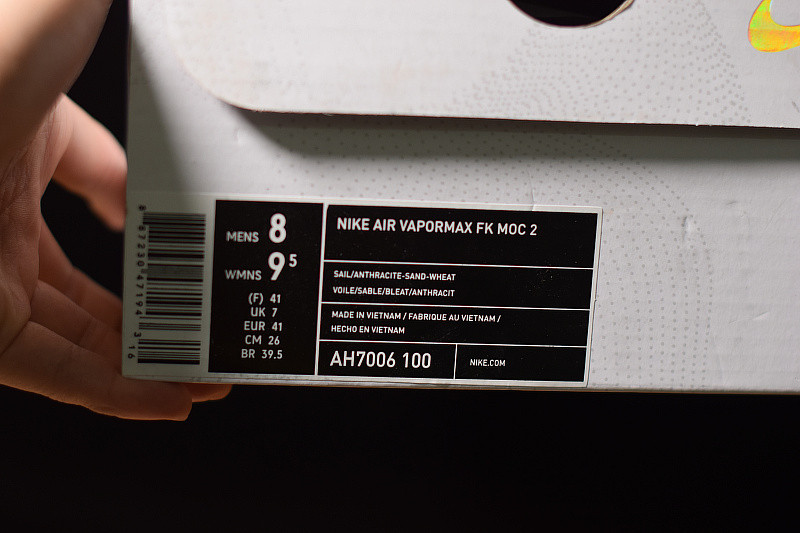 MENS 8
WMNS 9⁵
(F) 41
UK 7
EUR 41
CM 26
BR 39.5
NIKE AIR VAPORMAX FK MOC 2
SAIL/ANTHRACITE-SAND-WHEAT
VOILE/SABLE/BLEAT/ANTHRACIT
MADE IN VIETNAM / FABRIQUE AU VIETNAM /
HECHO EN VIETNAM
AH7006 100
NIKE.COM